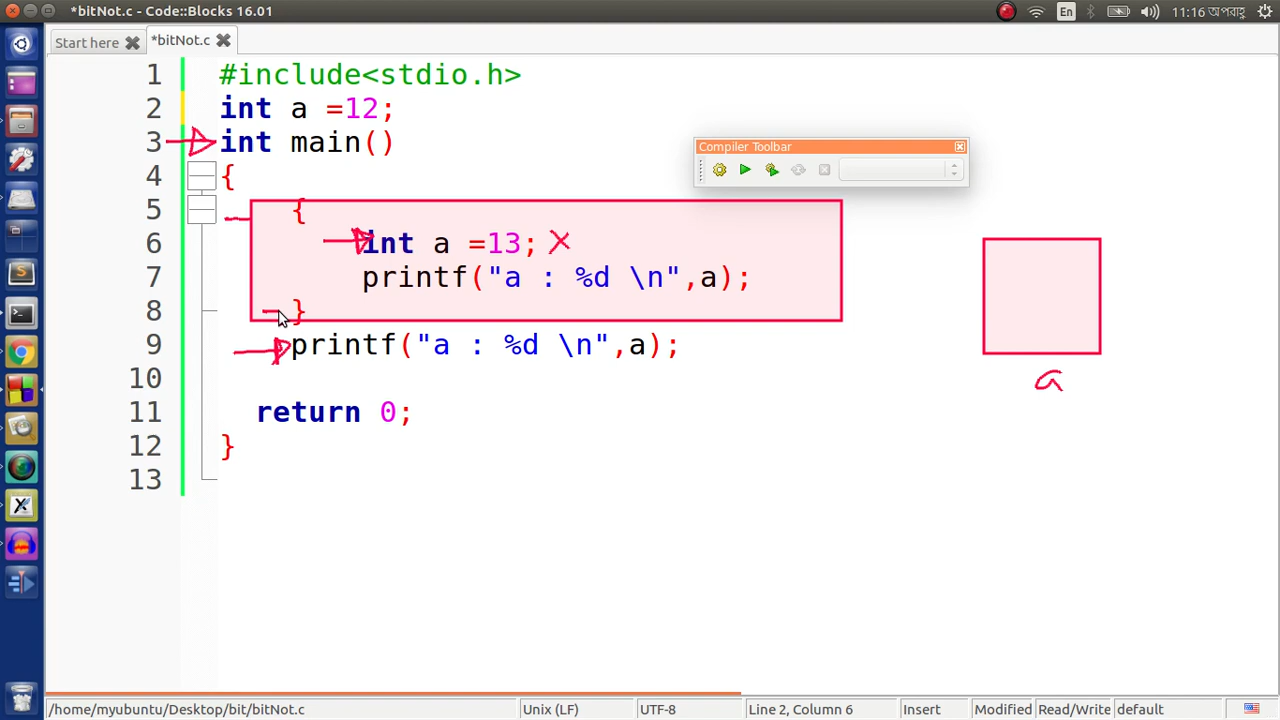 *bitNot.c - Code::Blocks 16.01
En
11:16 অপরাহ্ণ
Start here
*bitNot.c
1 #include<stdio.h>
2 int a =12;
3 int main()
4 {
5 {
6 int a =13;
7 printf("a : %d \n",a);
8 }
9 printf("a : %d \n",a);
10
11 return 0;
12 }
13
Compiler Toolbar
a
/home/myubuntu/Desktop/bit/bitNot.c Unix (LF) UTF-8 Line 2, Column 6 Insert Modified Read/Write default